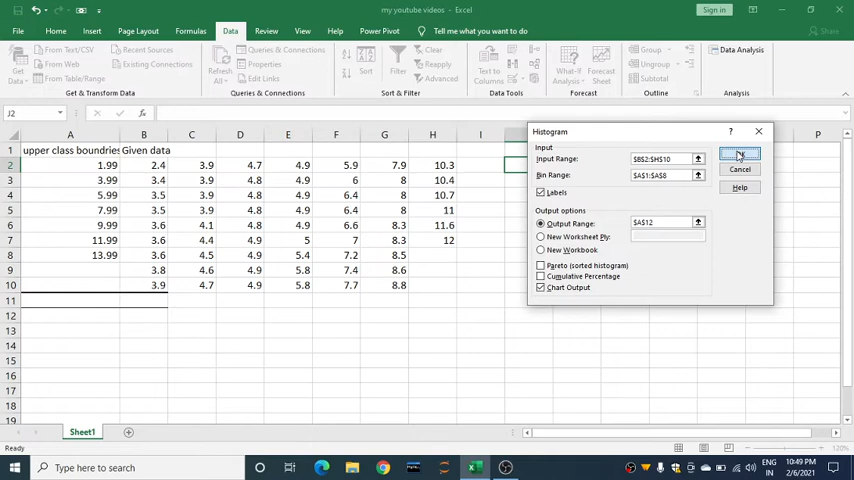 my youtube videos - Excel
Sign in
File Home Insert Page Layout Formulas Data Review View Help Power Pivot Tell me what you want to do Share
Get Data
From Text/CSV
From Web
From Table/Range
Recent Sources
Existing Connections
Get & Transform Data
Refresh All
Queries & Connections
Properties
Edit Links
Queries & Connections
Sort
Filter
Clear
Reapply
Advanced
Sort & Filter
Text to Columns
Data Tools
What-If Analysis
Forecast Sheet
Forecast
Group
Ungroup
Subtotal
Outline
Data Analysis
Analysis
J2
fx
A B C D E F G H I P
1 upper class boundries Given data
2 1.99 2.4 3.9 4.7 4.9 5.9 7.9 10.3
3 3.99 3.4 3.9 4.8 4.9 6 8 10.4
4 5.99 3.5 3.9 4.8 4.9 6.4 8 10.7
5 7.99 3.5 3.9 4.8 4.9 6.4 8 11
6 9.99 3.6 4.1 4.8 4.9 6.6 8.3 11.6
7 11.99 3.6 4.4 4.9 5 7 8.3 12
8 13.99 3.6 4.5 4.9 5.4 7.2 8.5
9 3.8 4.6 4.9 5.8 7.4 8.6
10 3.9 4.7 4.9 5.8 7.7 8.8
11
12
13
14
15
16
17
18
19
Histogram ?
Input
Input Range: $B$2:$H$10
Bin Range: $A$1:$A$8
Labels
Output options
Output Range: $A$12
New Worksheet Ply:
New Workbook
Pareto (sorted histogram)
Cumulative Percentage
Chart Output
Cancel
Help
Sheet1
Ready
120%
Type here to search
ENG
IN
10:49 PM
2/6/2021